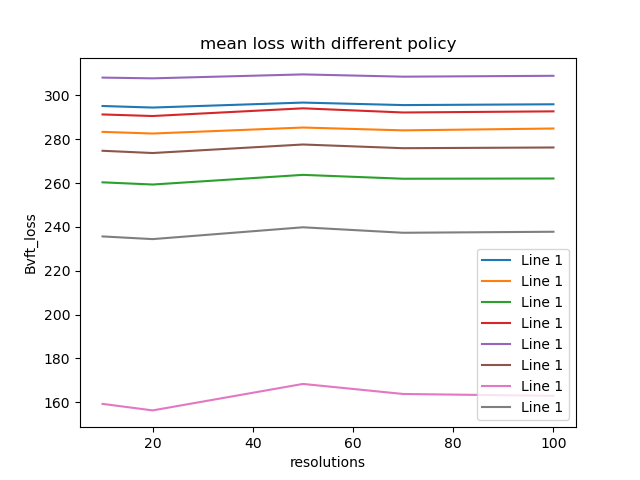 mean loss with different policy
300
280
260
240
220
200
180
160
Bvft_loss
Line 1
Line 1
Line 1
Line 1
Line 1
Line 1
Line 1
Line 1
20 40 60 80 100
resolutions